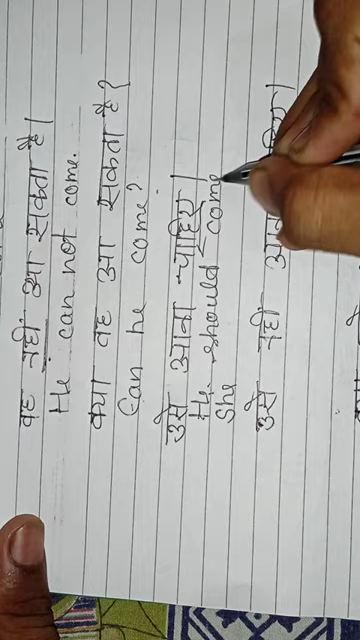 वह नहीं आ सकता है।
He can not come.
क्या वह आ सकता है?
Can he come?
उसे आना चाहिए।
He should come
She
उसे नहीं